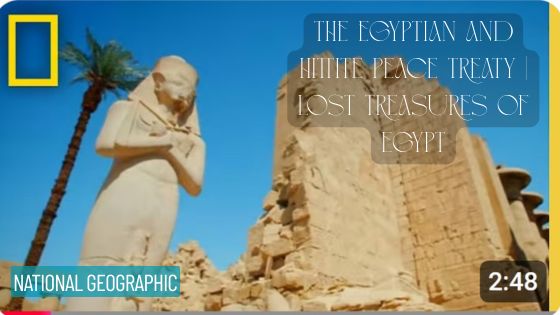 THE EGYPTIAN AND
HITTITE PEACE TREATY |
LOST TREASURES OF
EGYPT
NATIONAL GEOGRAPHIC
2:48